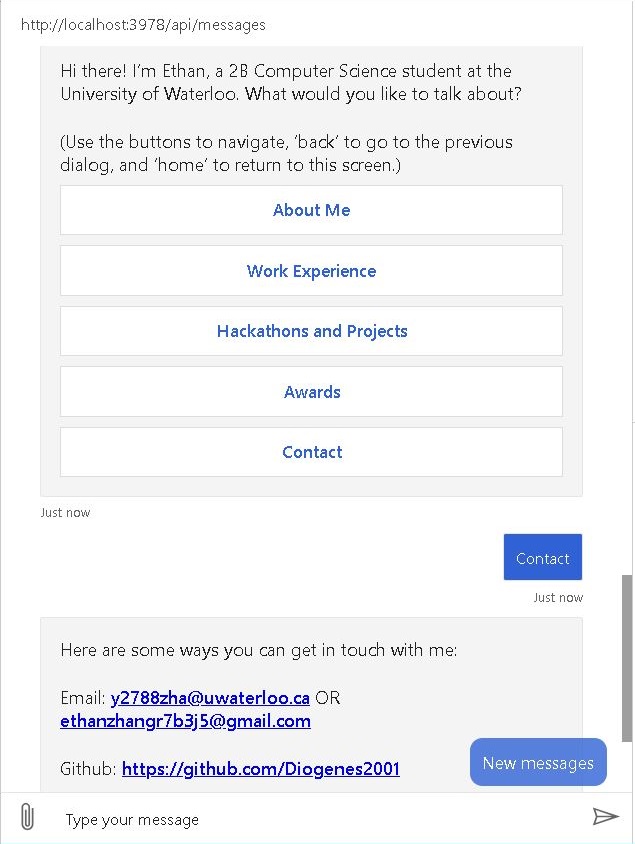 http://localhost:3978/api/messages
Hi there! I'm Ethan, a 2B Computer Science student at the
University of Waterloo. What would you like to talk about?
(Use the buttons to navigate, 'back' to go to the previous
dialog, and 'home' to return to this screen.)
About Me
Work Experience
Hackathons and Projects
Awards
Contact
Just now
Contact
Just now
Here are some ways you can get in touch with me:
Email: y2788zha@uwaterloo.ca OR
ethanzhangr7b3j5@gmail.com
Github: https://github.com/Diogenes2001
New messages
Type your message